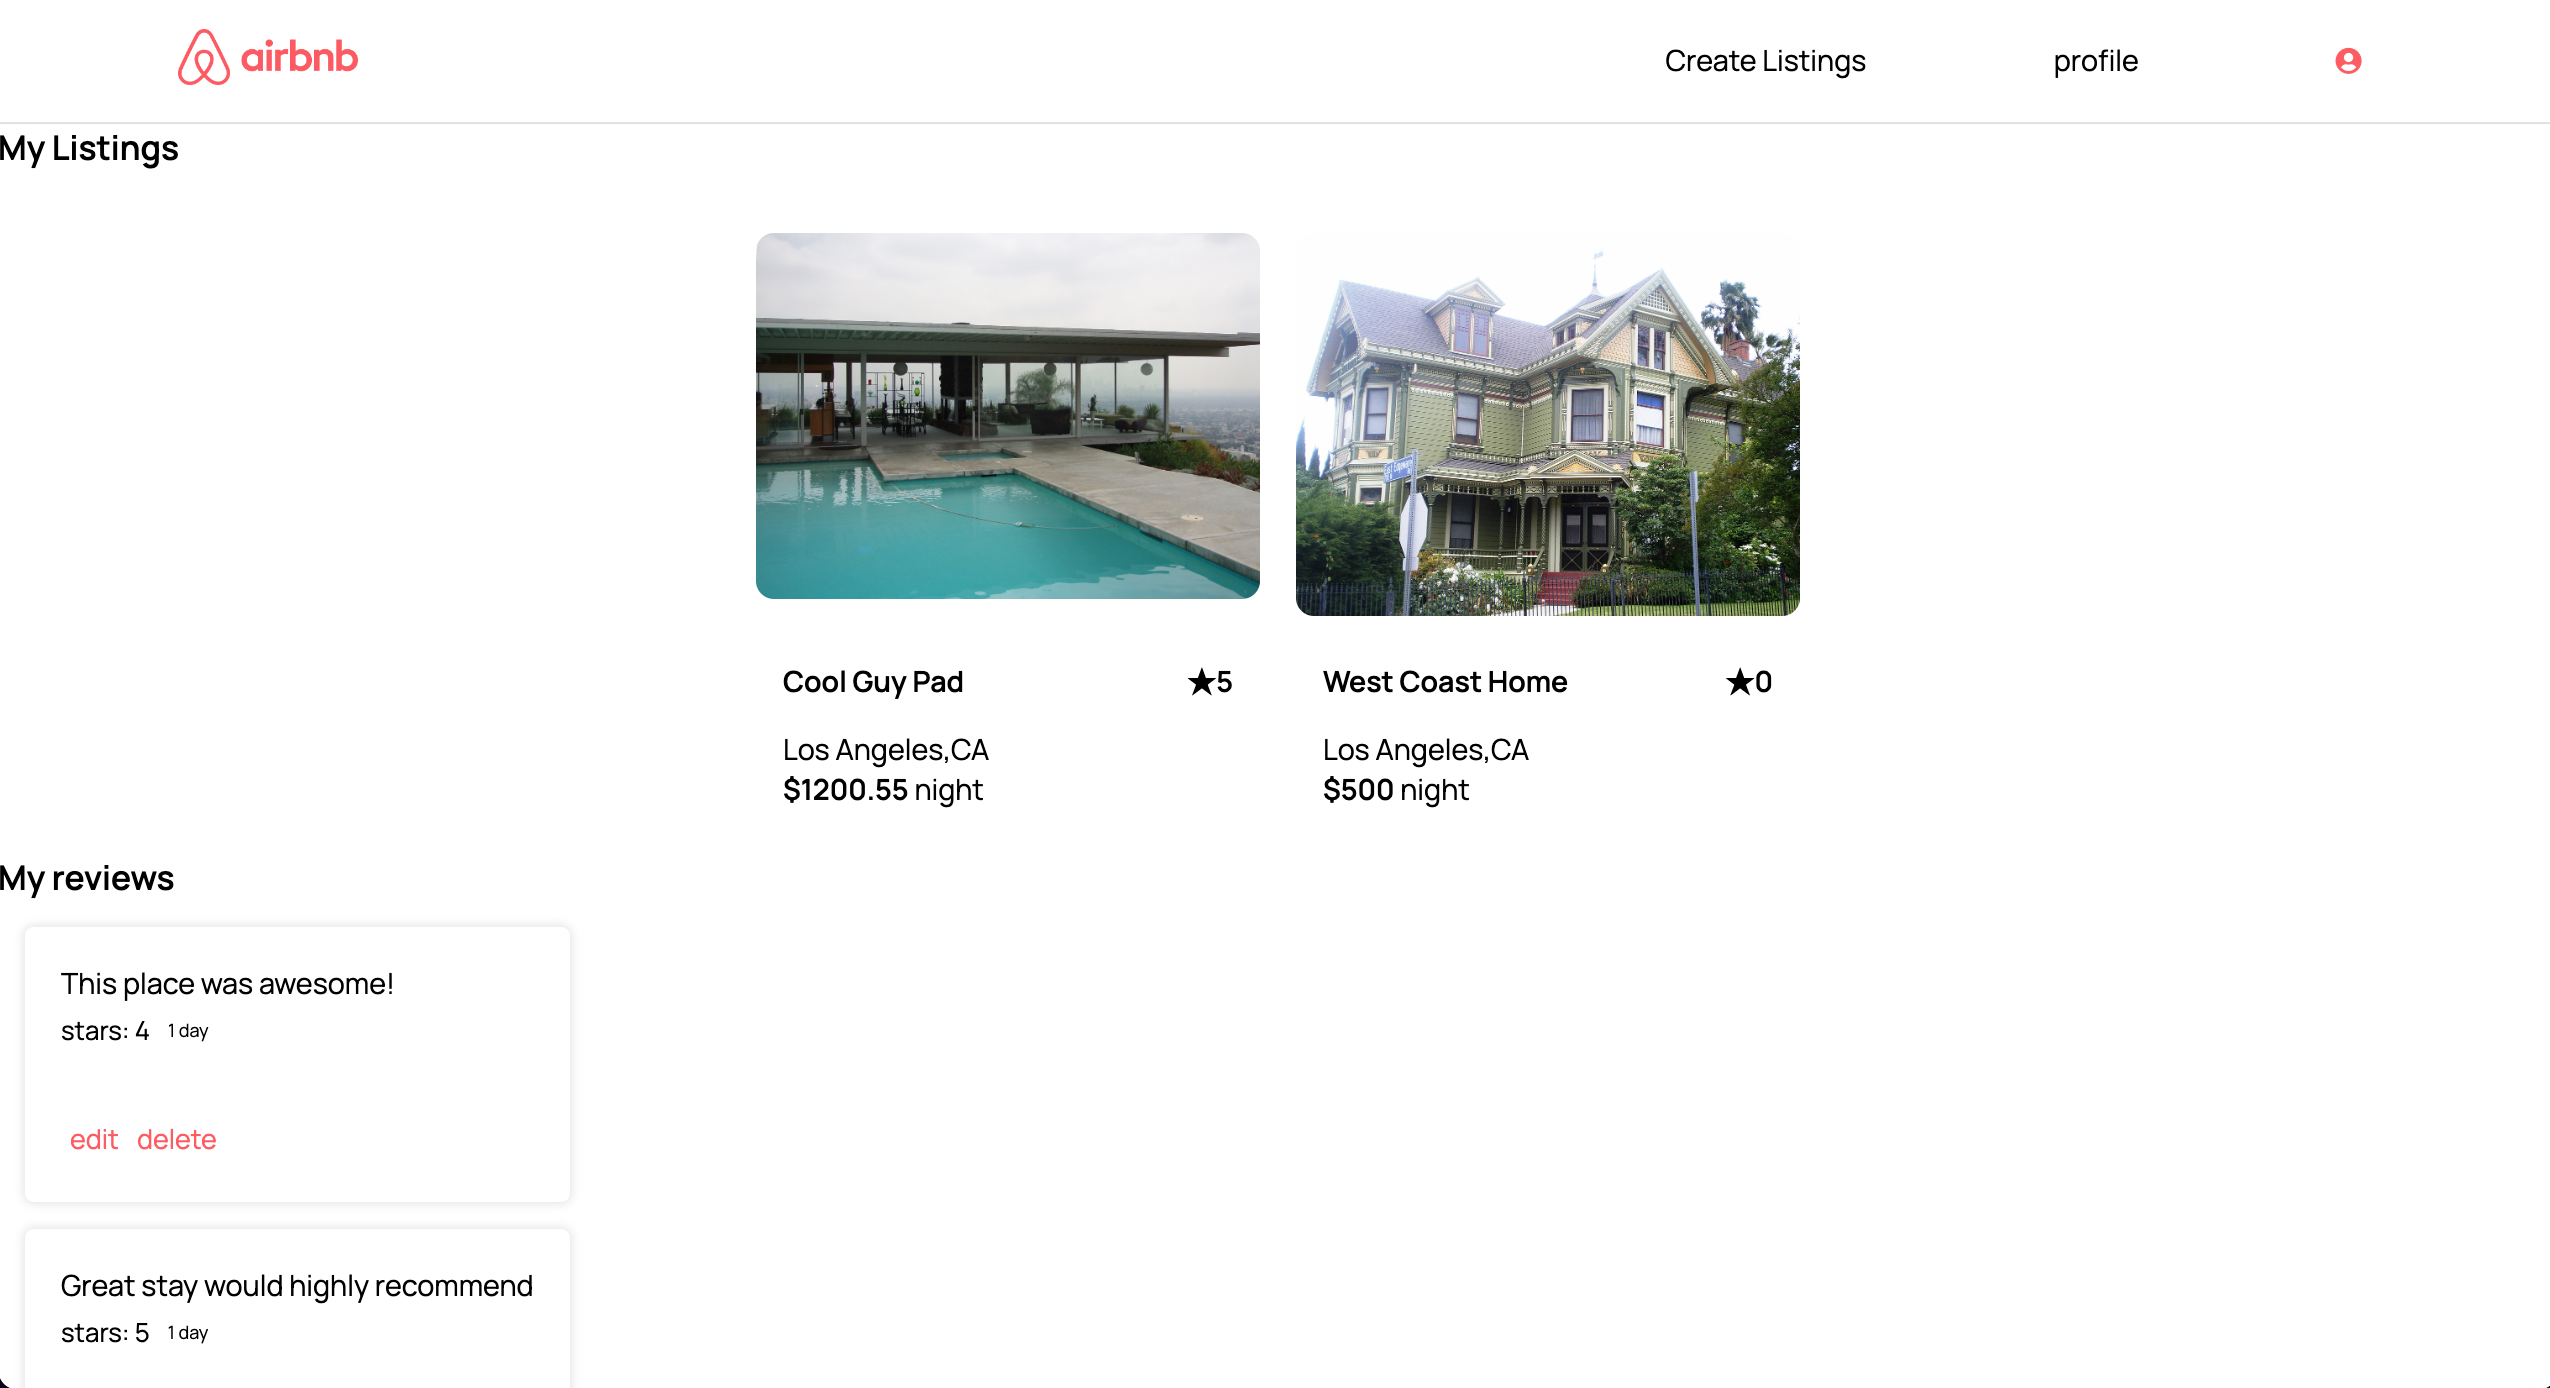 airbnb
Create Listings
profile
My Listings
Cool Guy Pad
★5
Los Angeles,CA
$1200.55 night
West Coast Home
★0
Los Angeles,CA
$500 night
My reviews
This place was awesome!
stars: 4 1 day
edit delete
Great stay would highly recommend
stars: 5 1 day